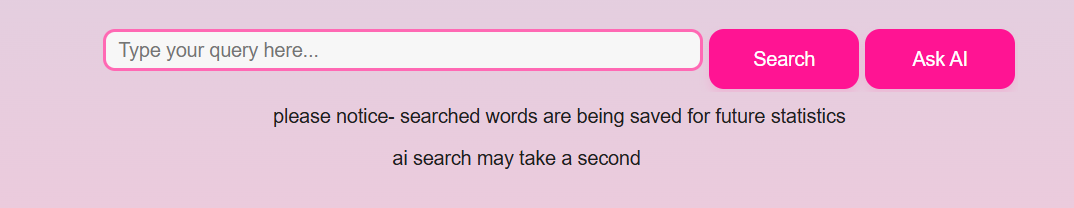 Type your query here...
Search
Ask AI
please notice- searched words are being saved for future statistics
ai search may take a second